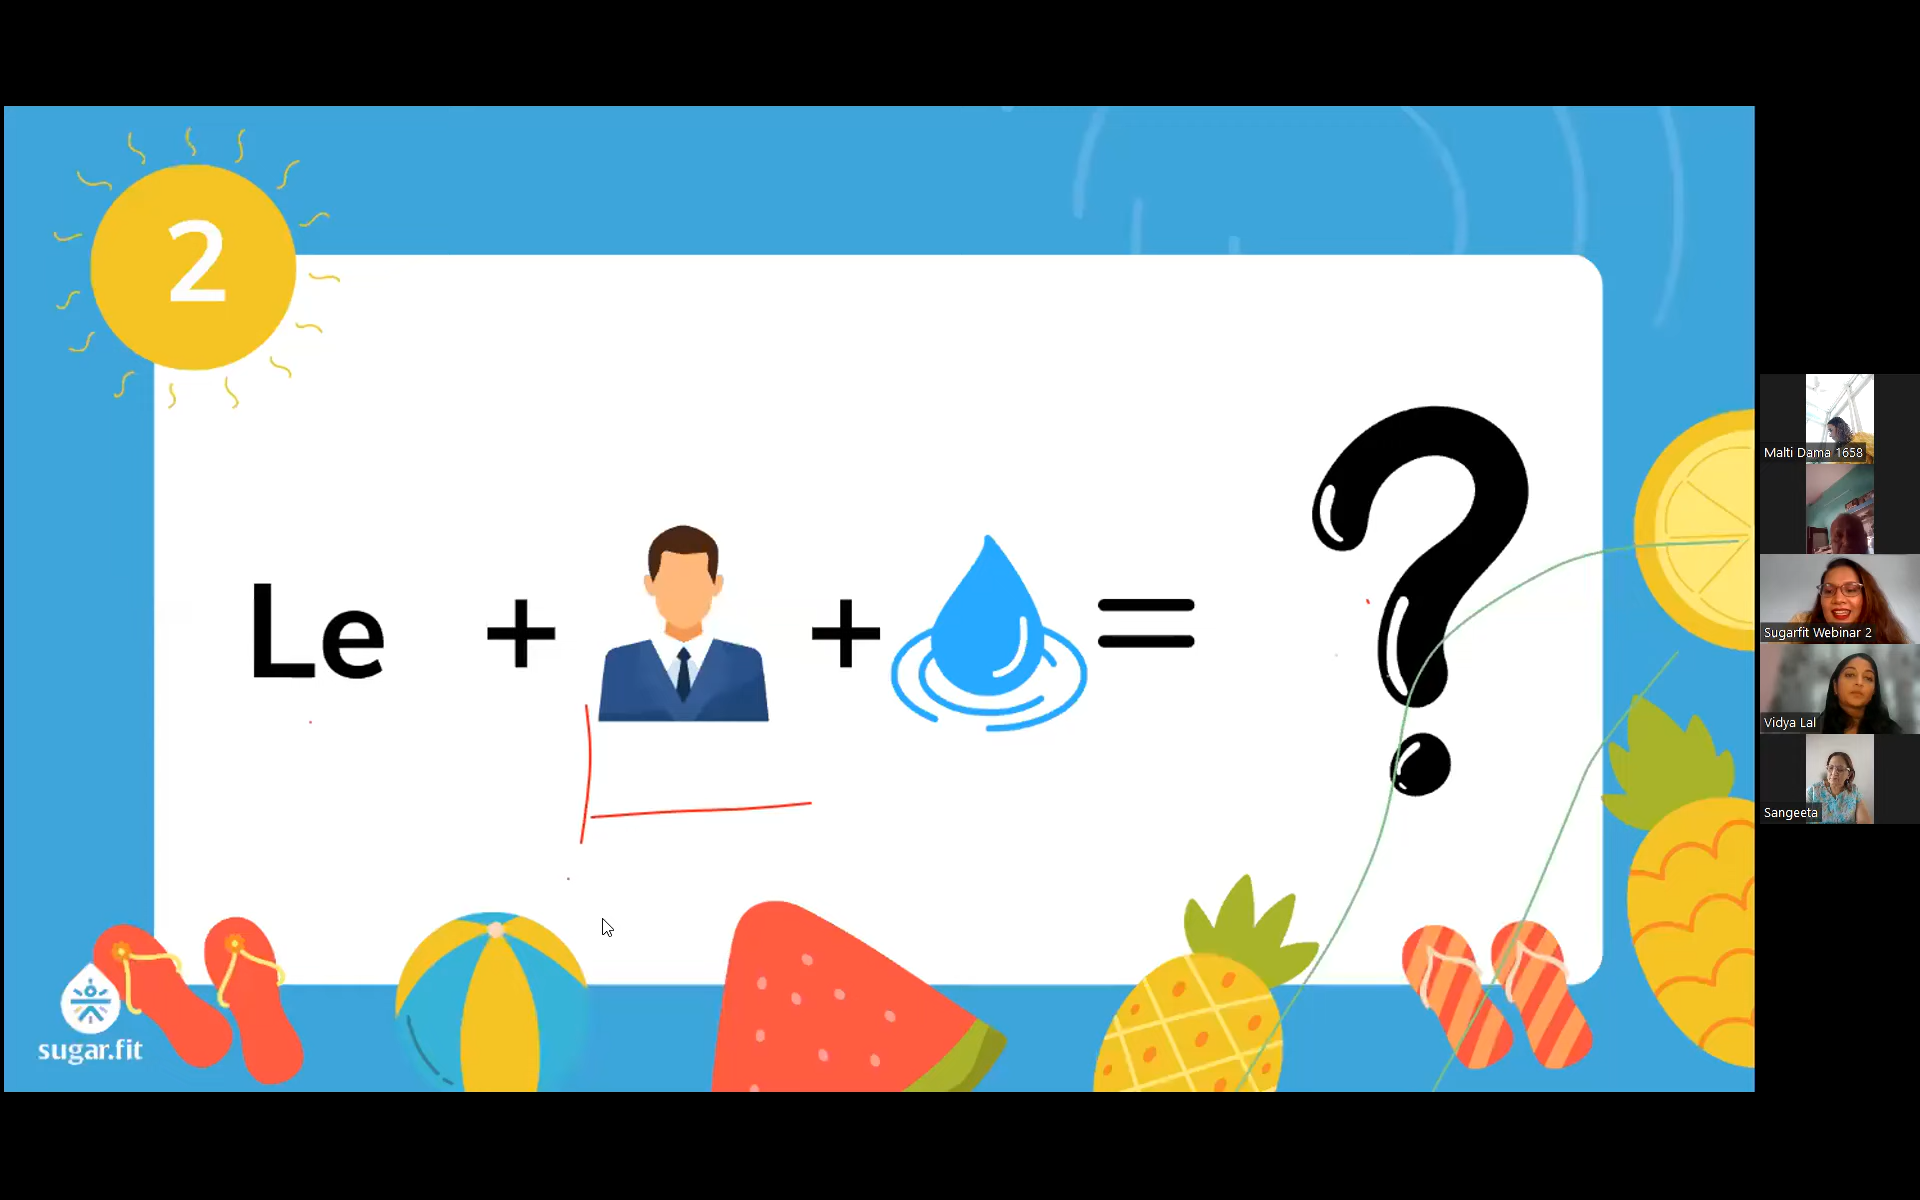 2
Le + + =
?
sugar.fit
Malti Dama 1658
Sugarfit Webinar 2
Vidya Lal
Sangeeta